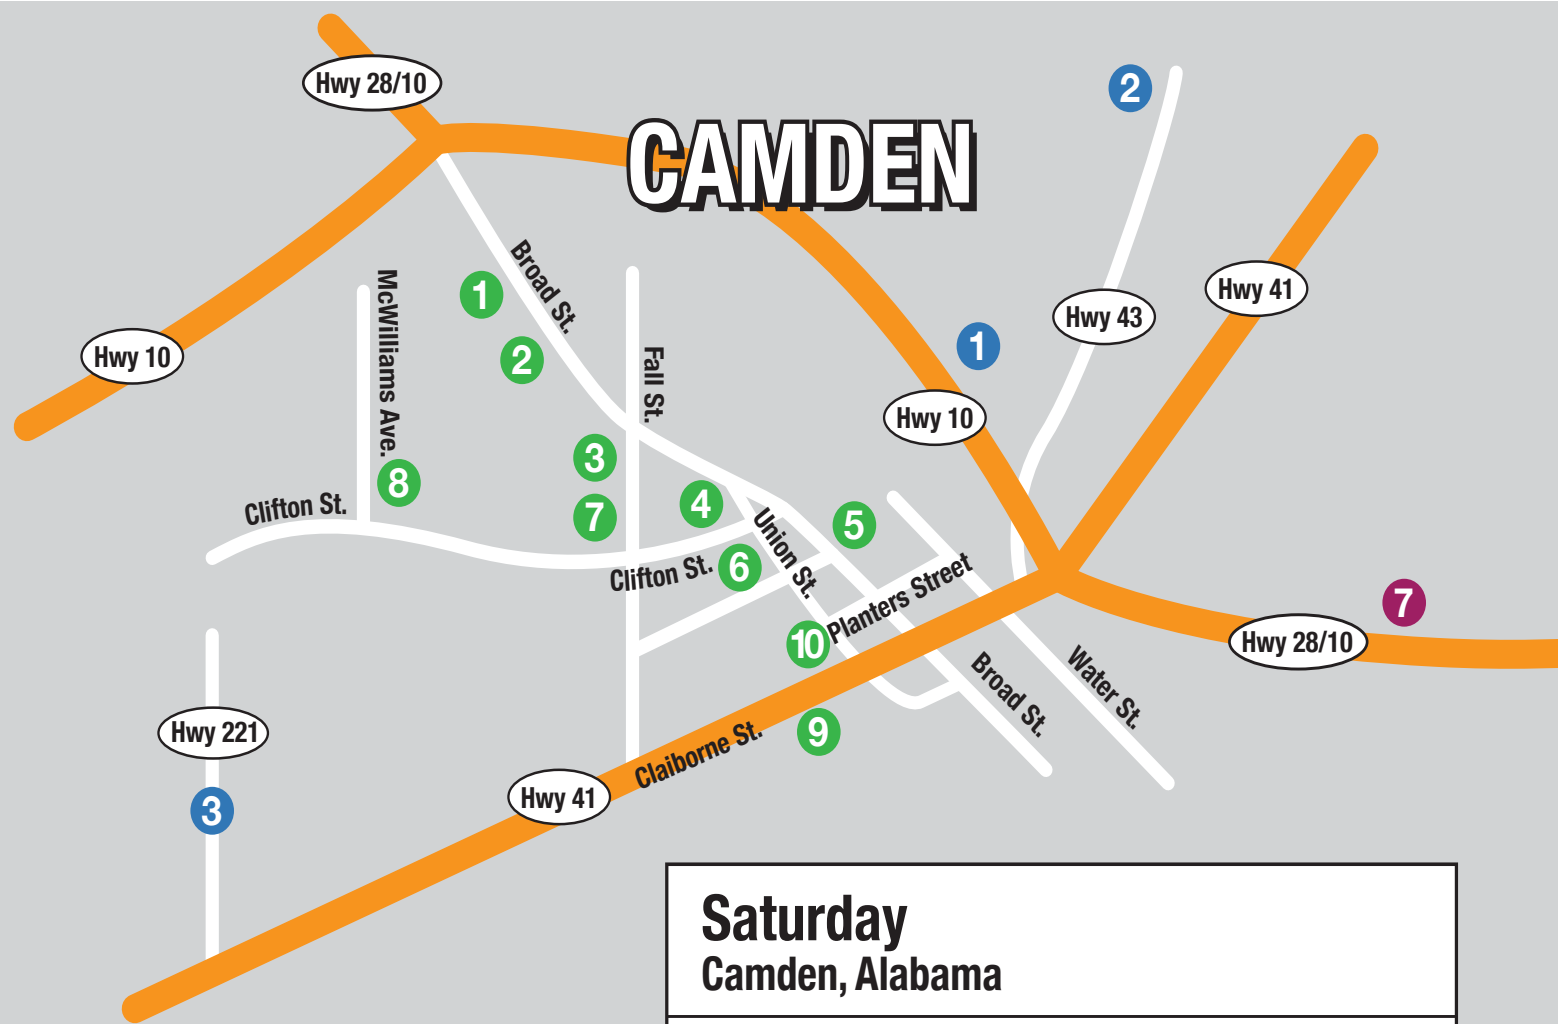 Hwy 28/10
CAMDEN
2
Hwy 41
Hwy 43
Hwy 10
McWilliams Ave.
1
Broad St.
2
Fall St.
1
Hwy 10
3
8
Clifton St.
7
4
Union St.
5
Clifton St.
6
Planters Street
10
7
Hwy 28/10
Hwy 221
Broad St.
Water St.
9
Claiborne St.
Hwy 41
3
Saturday
Camden, Alabama